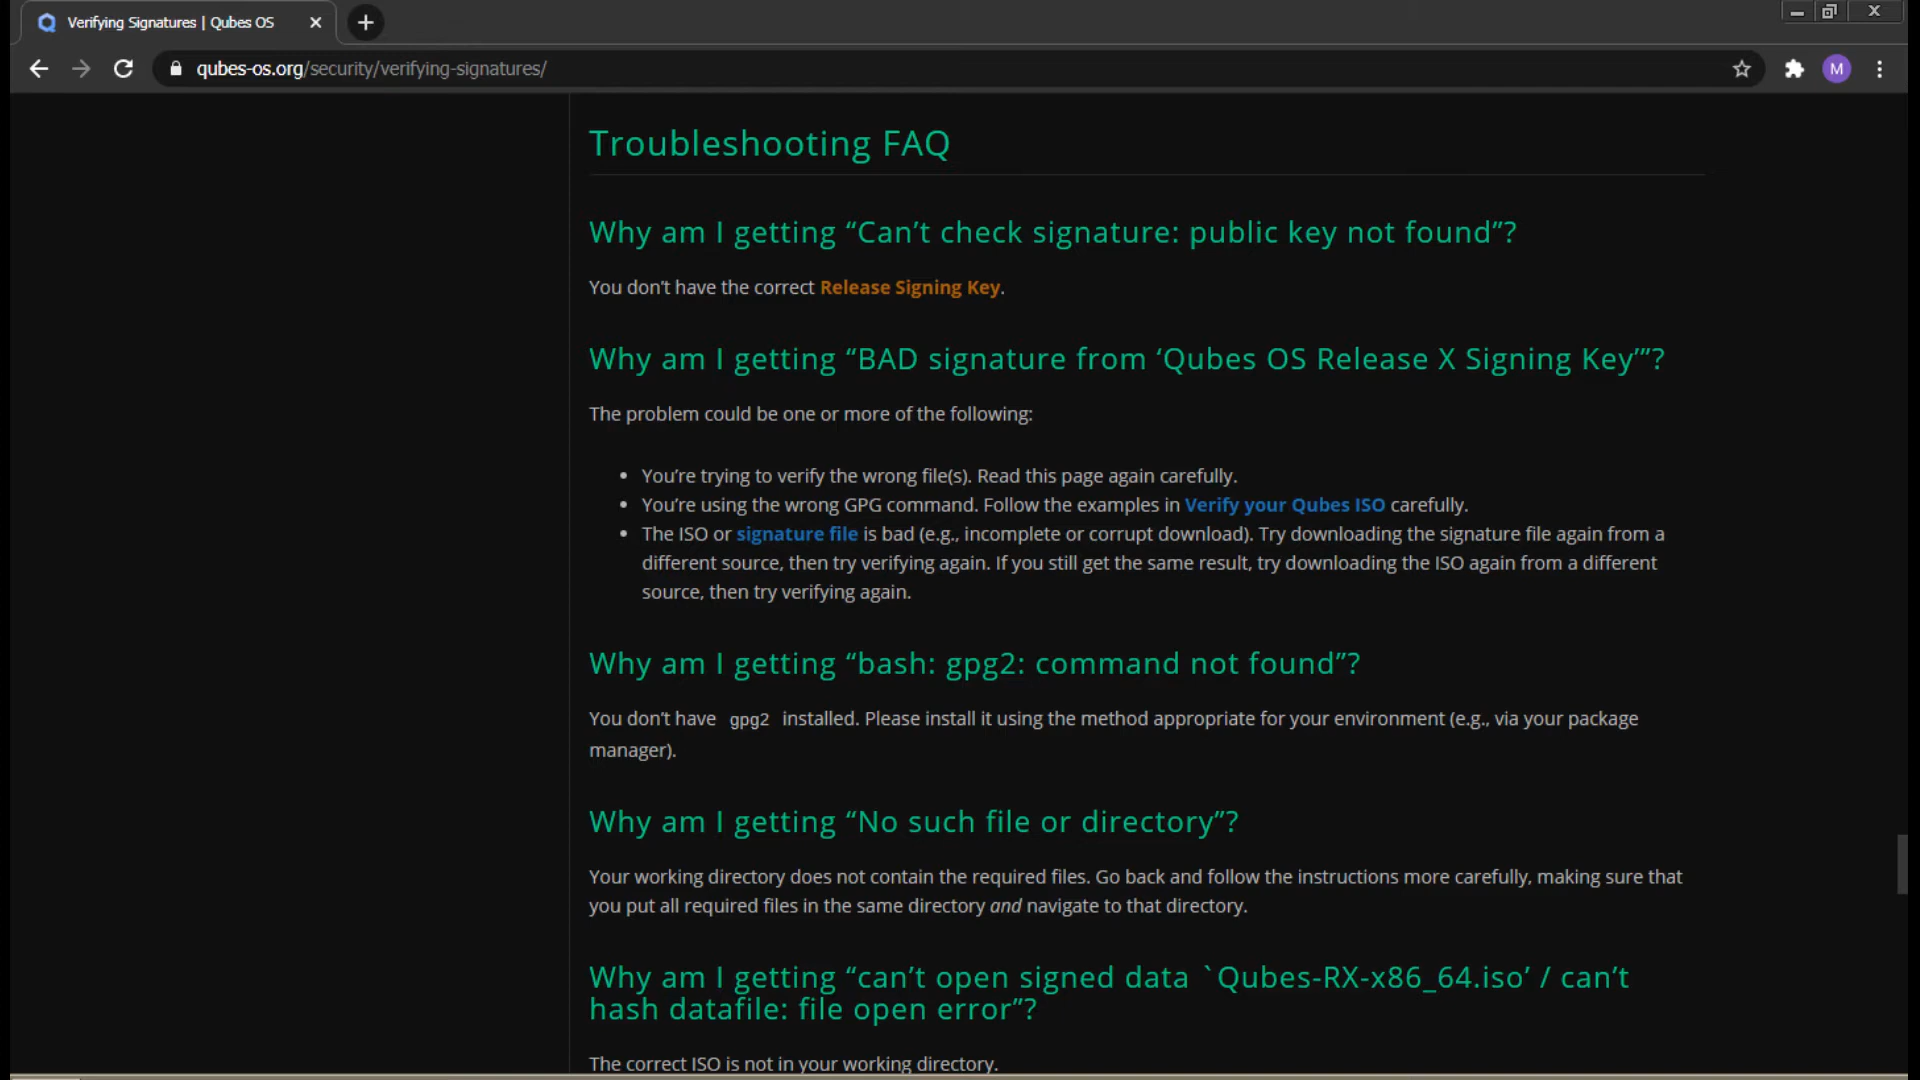 Verifying Signatures | Qubes OS
qubes-os.org/security/verifying-signatures/
M
Troubleshooting FAQ
Why am I getting “Can’t check signature: public key not found”?
You don’t have the correct Release Signing Key.
Why am I getting “BAD signature from ‘Qubes OS Release X Signing Key’”?
The problem could be one or more of the following:
• You’re trying to verify the wrong file(s). Read this page again carefully.
• You’re using the wrong GPG command. Follow the examples in Verify your Qubes ISO carefully.
• The ISO or signature file is bad (e.g., incomplete or corrupt download). Try downloading the signature file again from a
different source, then try verifying again. If you still get the same result, try downloading the ISO again from a different
source, then try verifying again.
Why am I getting “bash: gpg2: command not found”?
You don’t have gpg2 installed. Please install it using the method appropriate for your environment (e.g., via your package
manager).
Why am I getting “No such file or directory”?
Your working directory does not contain the required files. Go back and follow the instructions more carefully, making sure that
you put all required files in the same directory and navigate to that directory.
Why am I getting “can’t open signed data `Qubes-RX-x86_64.iso’ / can’t
hash datafile: file open error”?
The correct ISO is not in your working directory.